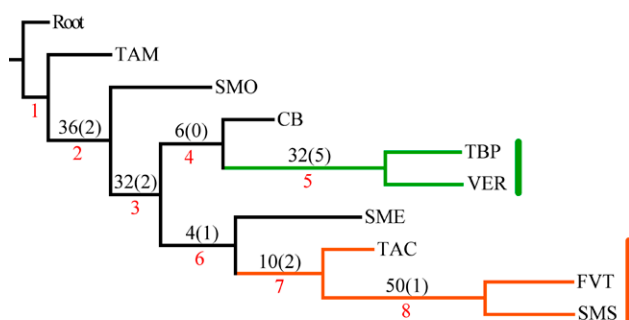 Root
TAM
1
36(2)
SMO
2
6(0)
CB
4
32(5)
TBP
5
VER
32(2)
3
SME
4(1)
6
TAC
10(2)
7
50(1)
FVT
8
SMS